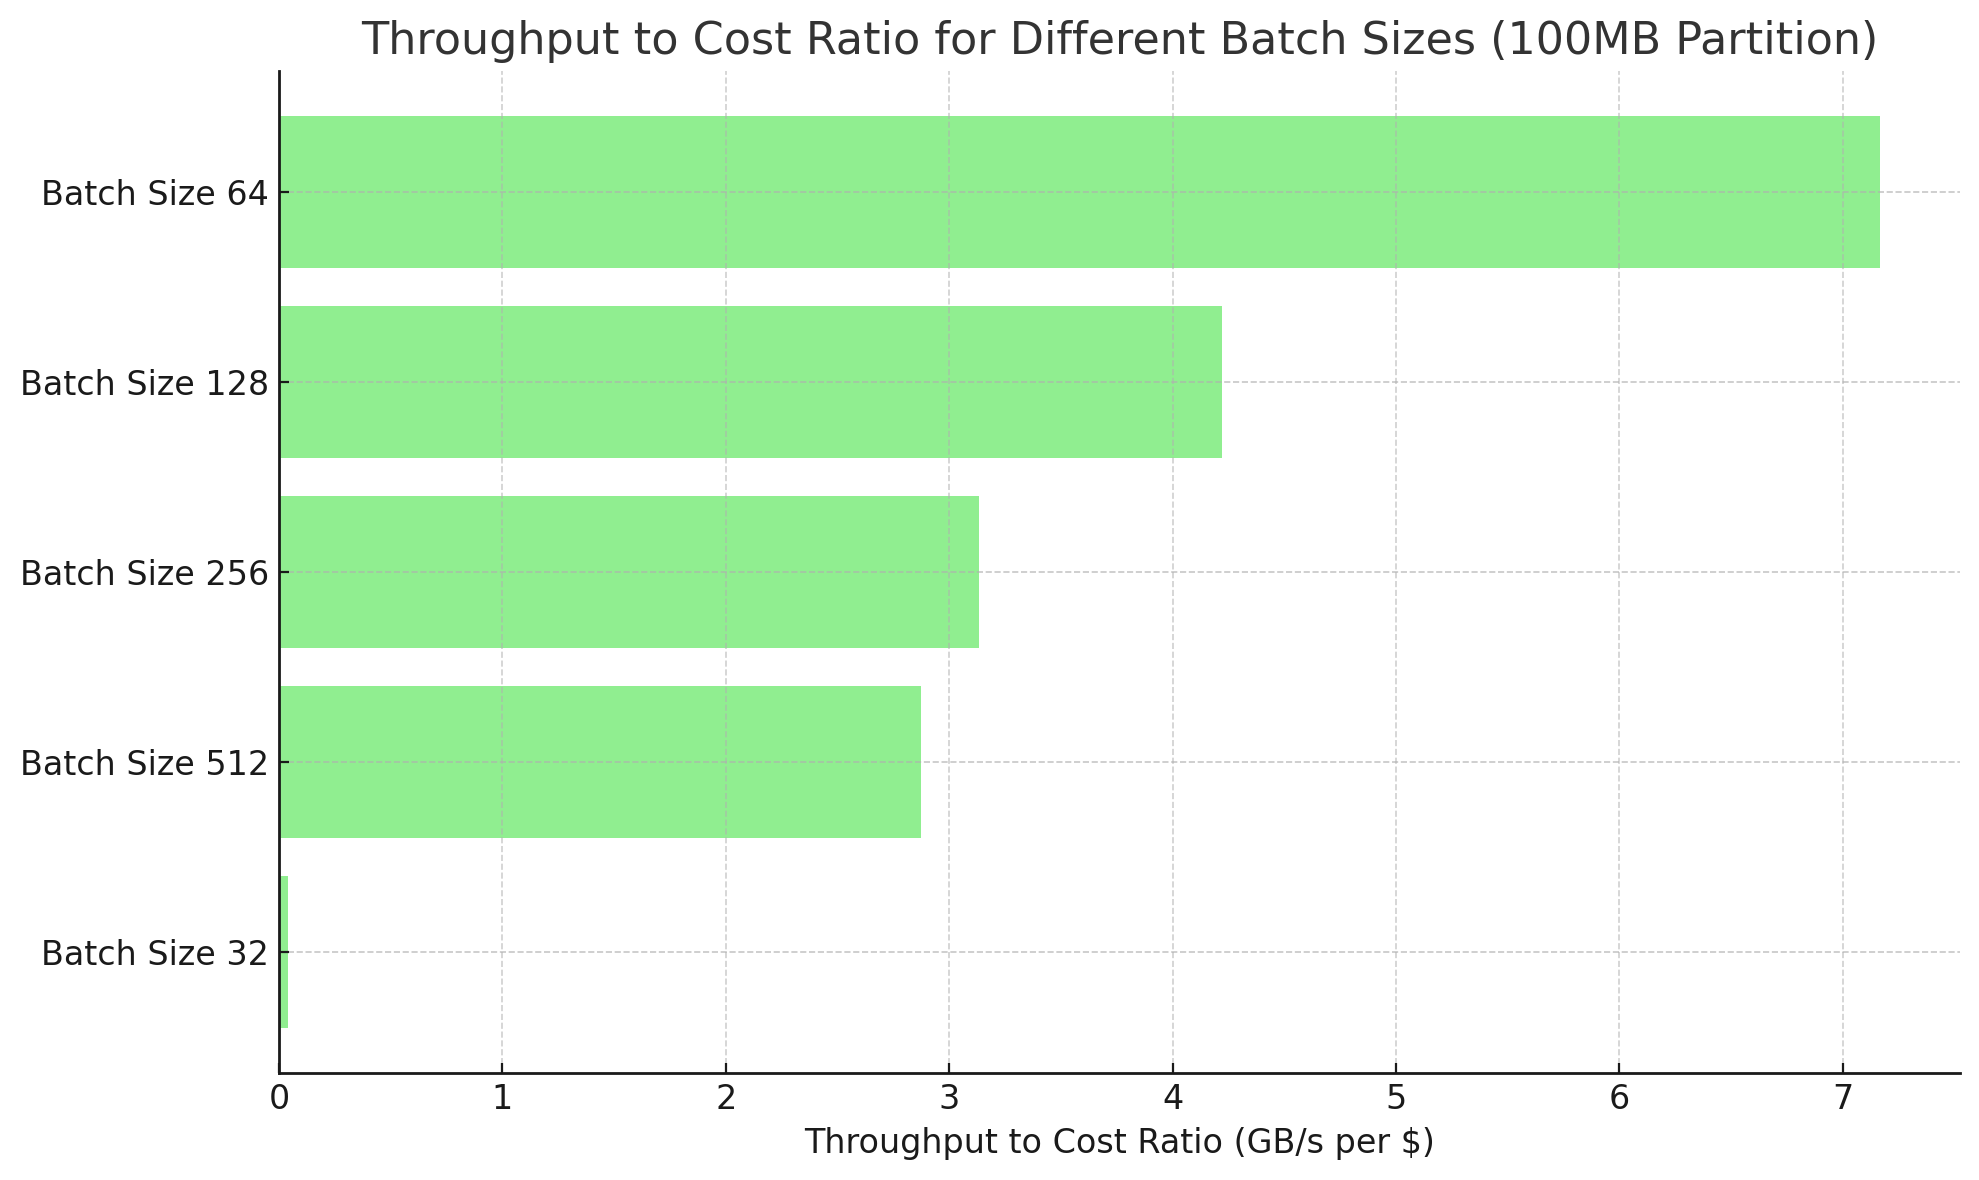 Throughput to Cost Ratio for Different Batch Sizes (100MB Partition)
Batch Size 64
Batch Size 128
Batch Size 256
Batch Size 512
Batch Size 32
0 1 2 3 4 5 6 7
Throughput to Cost Ratio (GB/s per $)